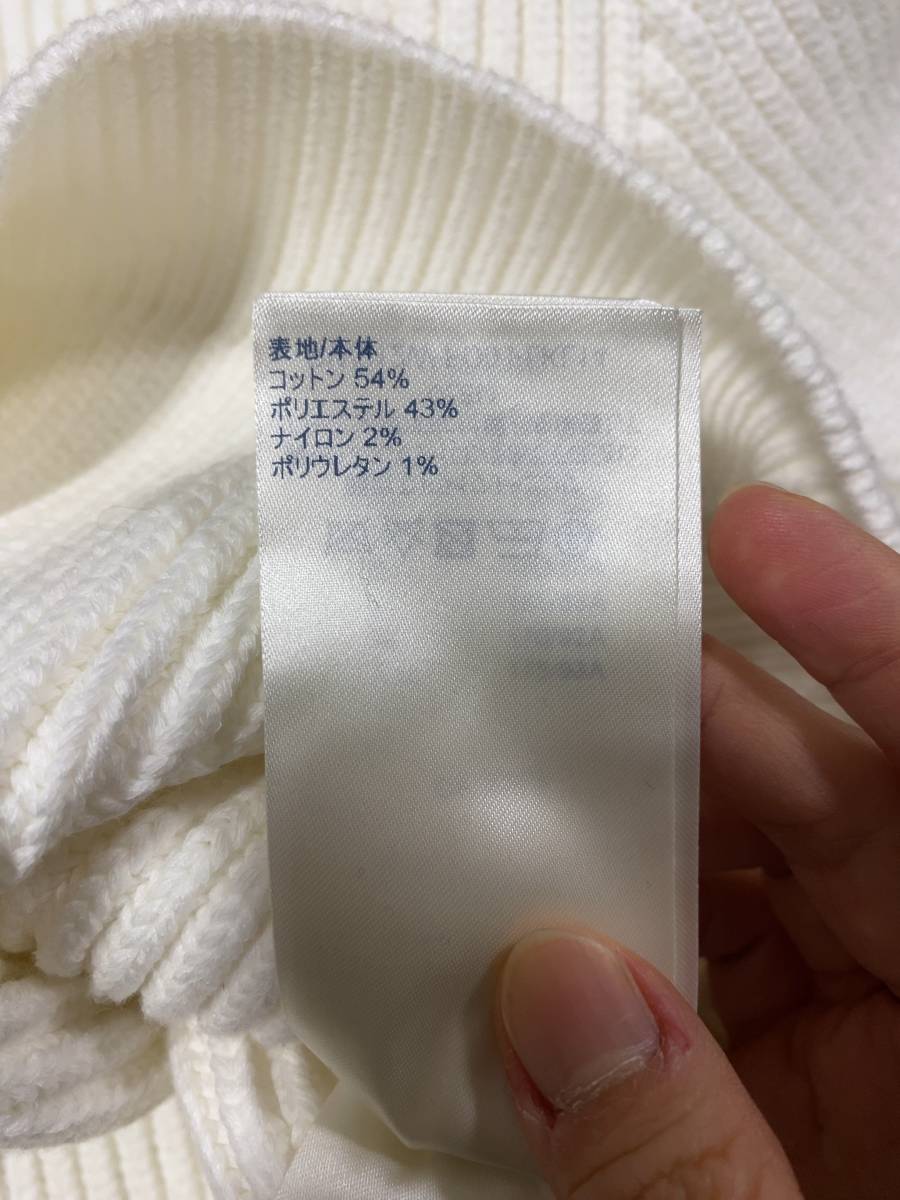 表地/本体
コットン 54%
ポリエステル 43%
ナイロン 2%
ポリウレタン 1%